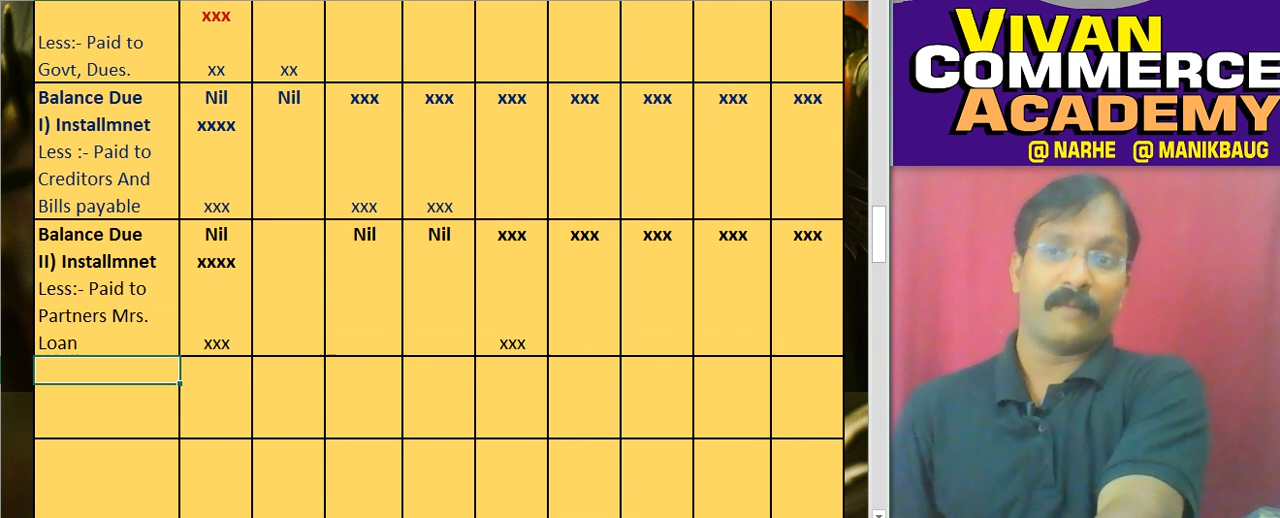 xxx
Less:- Paid to
Govt, Dues. xx xx
Balance Due Nil Nil xxx xxx xxx xxx xxx xxx xxx
I) Installmnet xxxx
Less :- Paid to
Creditors And
Bills payable xxx xxx xxx
Balance Due Nil Nil Nil xxx xxx xxx xxx xxx
II) Installmnet xxxx
Less:- Paid to
Partners Mrs.
Loan xxx xxx
VIVAN
COMMERCE
ACADEMY
@ NARHE @ MANIKBAUG